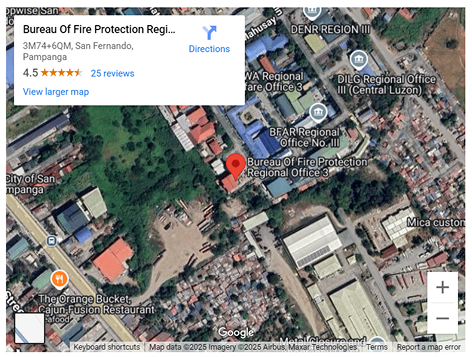 Bureau Of Fire Protection Regi...
3M74+6QM, San Fernando,
Pampanga
Directions
4.5
25 reviews
View larger map
DENR REGION III
DILG Regional Office
III (Central Luzon)
WA Regional
are Office 3
BFAR Regional
Office No. III
Bureau Of Fire Protection
Regional Office 3
City of San
mpanga
Mica custom
The Orange Bucket,
Cajun Fusion Restaurant
eafood
Google
Keyboard shortcuts
Map data ©2025 Imagery ©2025 Airbus, Maxar Technologies
Terms
Report a map error